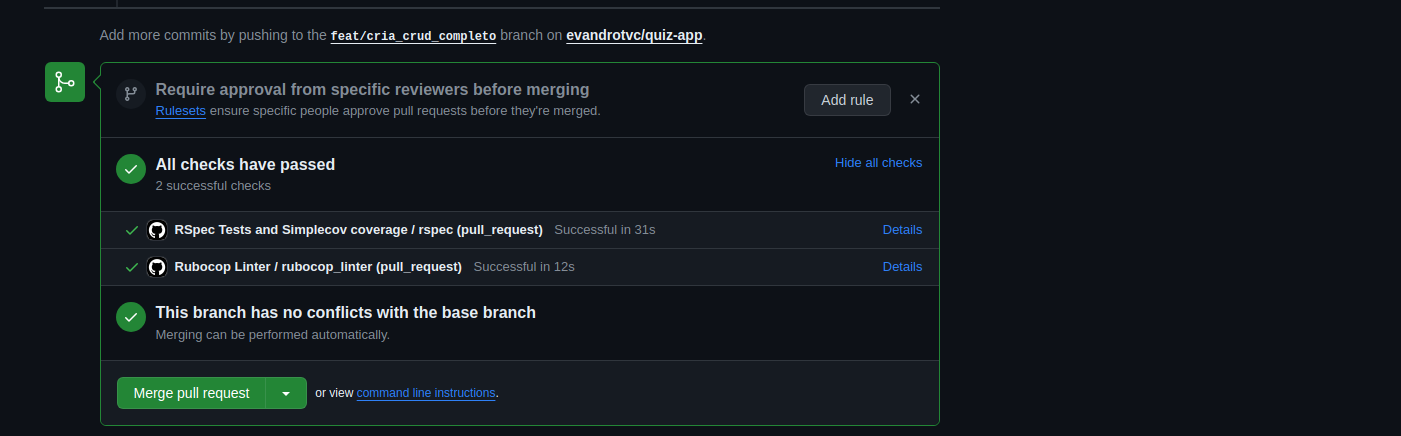 Add more commits by pushing to the feat/cria_crud_completo branch on evandrotvc/quiz-app.
Require approval from specific reviewers before merging
Rulesets ensure specific people approve pull requests before they're merged.
Add rule
All checks have passed
Hide all checks
2 successful checks
RSpec Tests and Simplecov coverage / rspec (pull_request) Successful in 31s Details
Rubocop Linter / rubocop_linter (pull_request) Successful in 12s Details
This branch has no conflicts with the base branch
Merging can be performed automatically.
Merge pull request or view command line instructions.